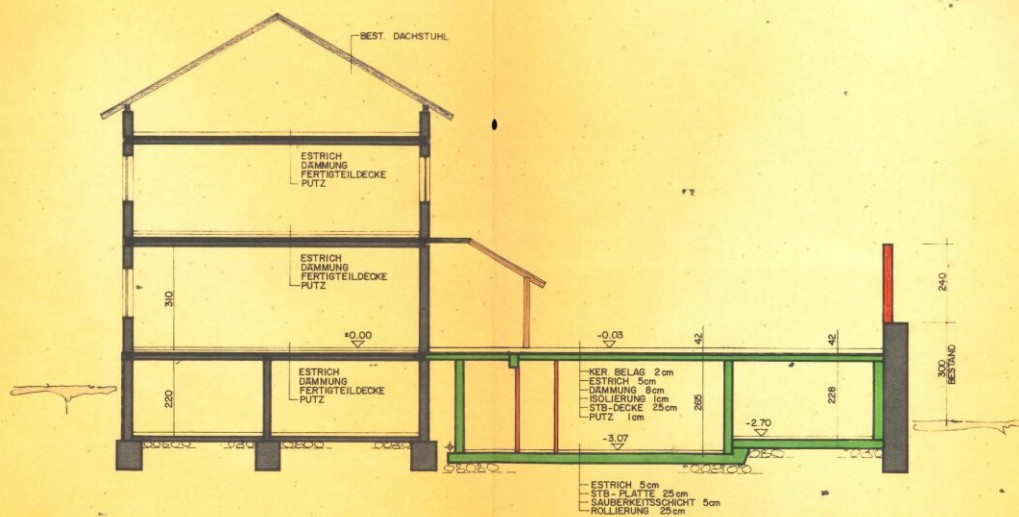 BEST. DACHSTUHL
ESTRICH
DÄMMUNG
FERTIGTEILDECKE
PUTZ
ESTRICH
DÄMMUNG
FERTIGTEILDECKE
PUTZ
310
240
±0.00
-0.03
42
42
300
BESTAND
ESTRICH
DÄMMUNG
FERTIGTEILDECKE
PUTZ
220
KER. BELAG 2cm
ESTRICH 5cm
DÄMMUNG 8cm
ISOLIERUNG 1cm
STB-DECKE 25cm
PUTZ 1cm
265
228
-2.70
-3.07
ESTRICH 5cm
STB-PLATTE 25cm
SAUBERKEITSSCHICHT 5cm
ROLLIERUNG 25cm